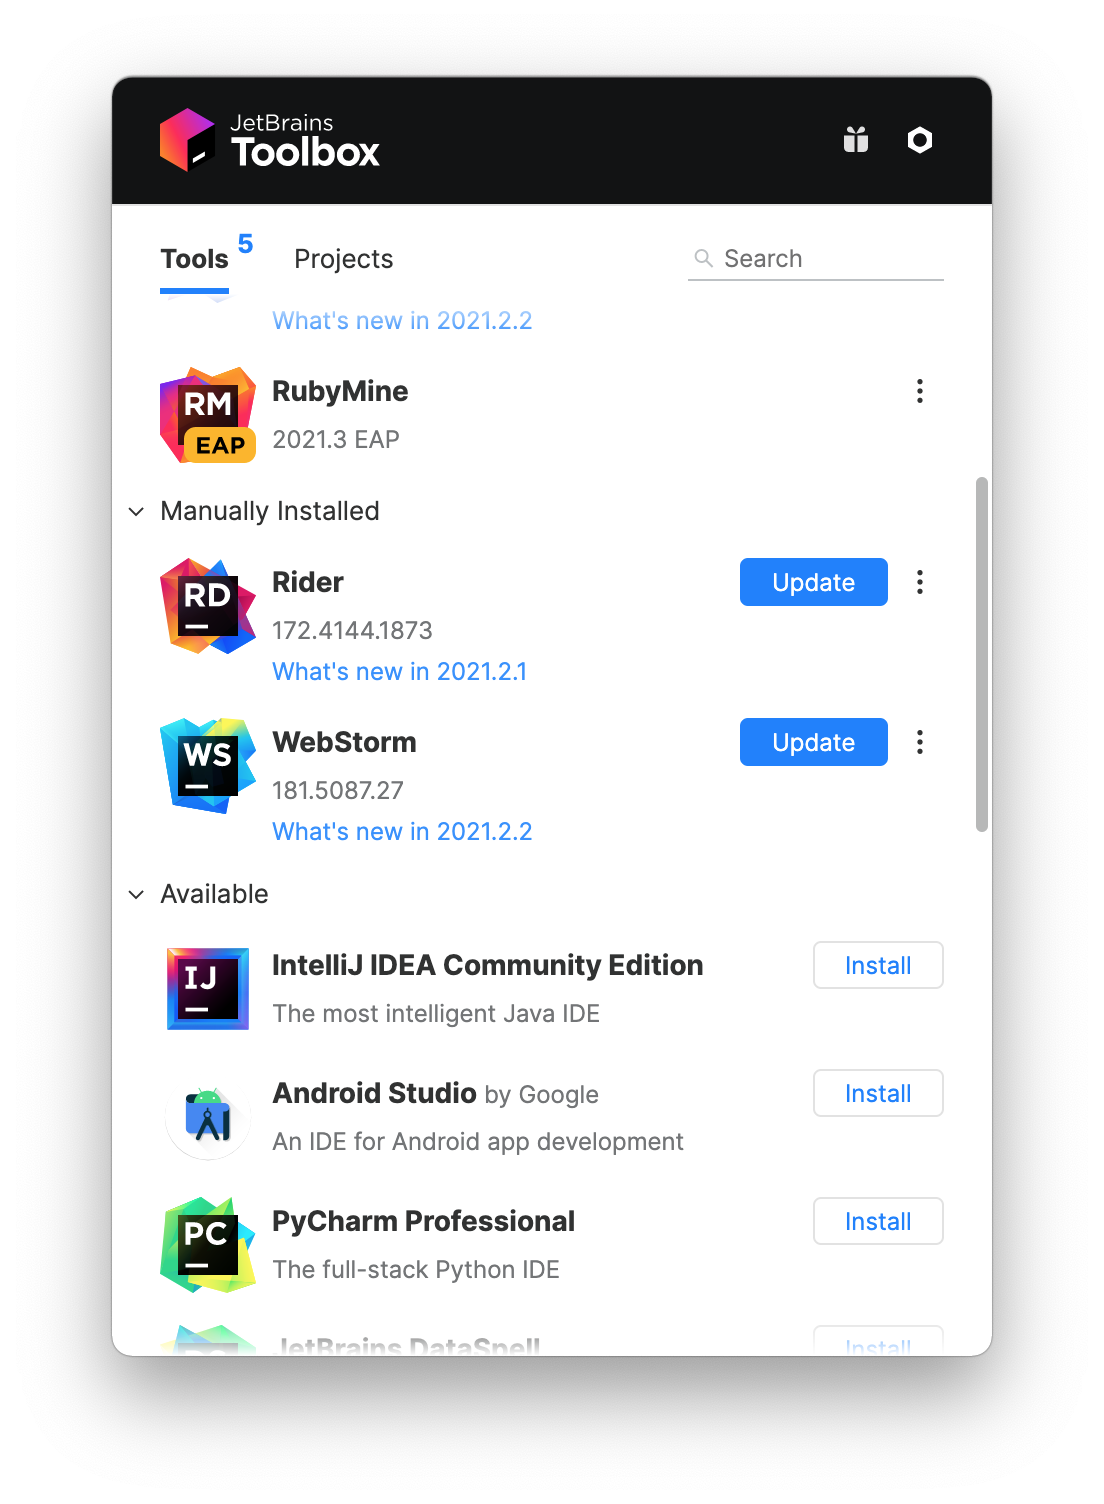 JetBrains
Toolbox
Tools 5 Projects Search
What's new in 2021.2.2
RM
EAP
RubyMine
2021.3 EAP
Manually Installed
RD
Rider
Update
172.4144.1873
What's new in 2021.2.1
WS
WebStorm
Update
181.5087.27
What's new in 2021.2.2
Available
IJ
IntelliJ IDEA Community Edition
Install
The most intelligent Java IDE
Android Studio by Google
Install
An IDE for Android app development
PC
PyCharm Professional
Install
The full-stack Python IDE
JetBrains DataSpell
Install